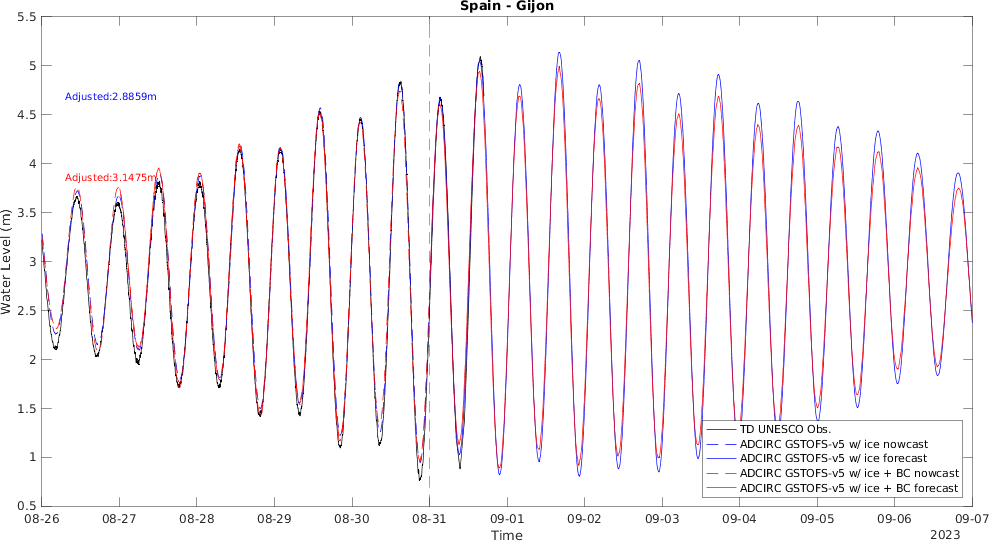 Spain - Gijon
5.5
5
4.5
4
3.5
3
2.5
2
1.5
1
0.5
Water Level (m)
Adjusted:2.8859m
Adjusted:3.1475m
TD UNESCO Obs.
ADCIRC GSTOFS-v5 w/ ice nowcast
ADCIRC GSTOFS-v5 w/ ice forecast
ADCIRC GSTOFS-v5 w/ ice + BC nowcast
ADCIRC GSTOFS-v5 w/ ice + BC forecast
08-26 08-27 08-28 08-29 08-30 08-31 09-01 09-02 09-03 09-04 09-05 09-06 09-07
Time
2023